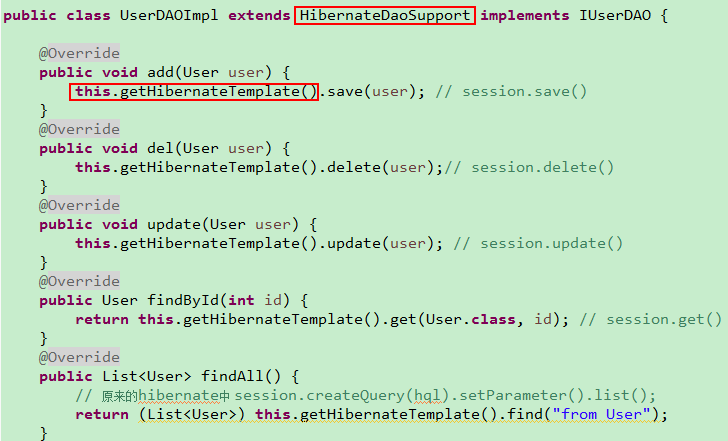 public class UserDAOImpl extends HibernateDaoSupport implements IUserDAO {
@Override
public void add(User user) {
this.getHibernateTemplate().save(user); // session.save()
}
@Override
public void del(User user) {
this.getHibernateTemplate().delete(user);// session.delete()
}
@Override
public void update(User user) {
this.getHibernateTemplate().update(user); // session.update()
}
@Override
public User findById(int id) {
return this.getHibernateTemplate().get(User.class, id); // session.get()
}
@Override
public List<User> findAll() {
// 原来的hibernate中 session.createQuery(hql).setParameter().list();
return (List<User>) this.getHibernateTemplate().find("from User");
}